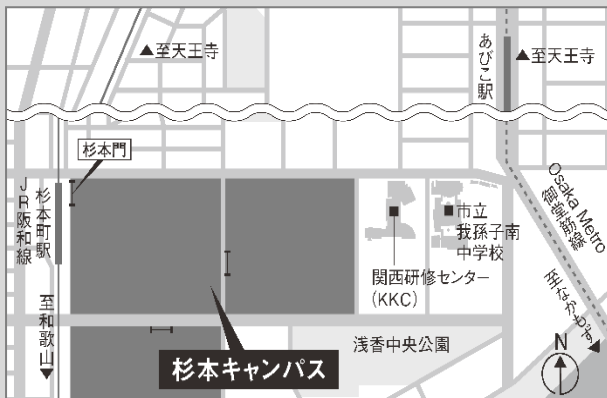 ▲至天王寺
あびこ駅
▲至天王寺
杉本門
JR阪和線
杉本町駅
至和歌山▼
Osaka Metro
御堂筋線
至なかもず▼
市立
我孫子南
中学校
関西研修センター
(KKC)
浅香中央公園
杉本キャンパス
N